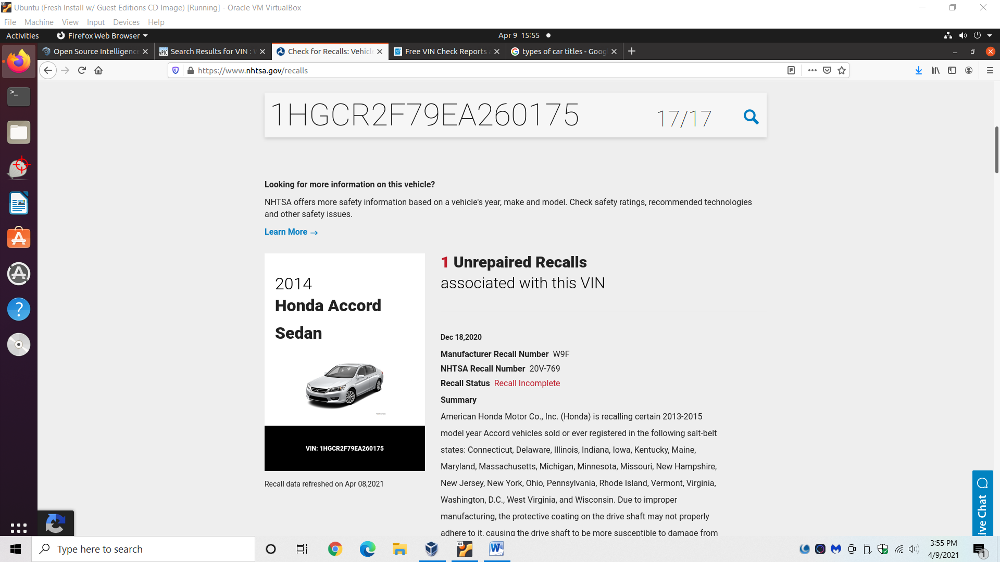 Ubuntu (Fresh Install w/ Guest Editions CD Image) [Running] - Oracle VM VirtualBox
File Machine View Input Devices Help
Activities Firefox Web Browser Apr 9 15:55
Open Source Intelligence Search Results for VIN : Check for Recalls: Vehicle Free VIN Check Reports types of car titles - Goog
https://www.nhtsa.gov/recalls
1HGCR2F79EA260175 17/17
Looking for more information on this vehicle?
NHTSA offers more safety information based on a vehicle's year, make and model. Check safety ratings, recommended technologies
and other safety issues.
Learn More →
2014
Honda Accord
Sedan
VIN: 1HGCR2F79EA260175
Recall data refreshed on Apr 08,2021
1 Unrepaired Recalls
associated with this VIN
Dec 18,2020
Manufacturer Recall Number W9F
NHTSA Recall Number 20V-769
Recall Status Recall Incomplete
Summary
American Honda Motor Co., Inc. (Honda) is recalling certain 2013-2015
model year Accord vehicles sold or ever registered in the following salt-belt
states: Connecticut, Delaware, Illinois, Indiana, Iowa, Kentucky, Maine,
Maryland, Massachusetts, Michigan, Minnesota, Missouri, New Hampshire,
New Jersey, New York, Ohio, Pennsylvania, Rhode Island, Vermont, Virginia,
Washington, D.C., West Virginia, and Wisconsin. Due to improper
manufacturing, the protective coating on the drive shaft may not properly
adhere to it, causing the drive shaft to be more susceptible to damage from
ive Chat
Type here to search
3:55 PM
4/9/2021
1